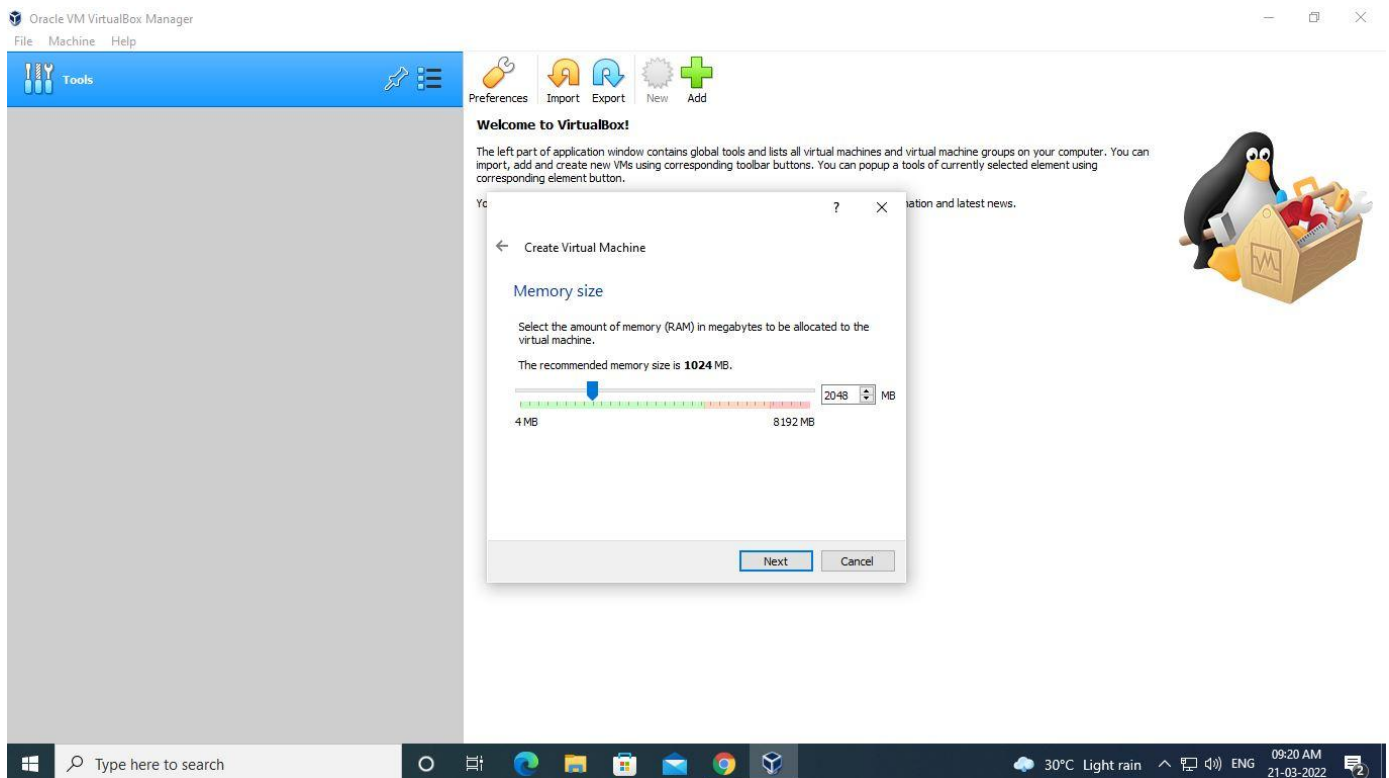 Oracle VM VirtualBox Manager
File Machine Help
Tools
Preferences Import Export New Add
Welcome to VirtualBox!
The left part of application window contains global tools and lists all virtual machines and virtual machine groups on your computer. You can
import, add and create new VMs using corresponding toolbar buttons. You can popup a tools of currently selected element using
corresponding element button.
Yo
ation and latest news.
?
Create Virtual Machine
Memory size
Select the amount of memory (RAM) in megabytes to be allocated to the
virtual machine.
The recommended memory size is 1024 MB.
2048 MB
4 MB 8192 MB
Next Cancel
Type here to search
30°C Light rain ENG 09:20 AM
21-03-2022
2